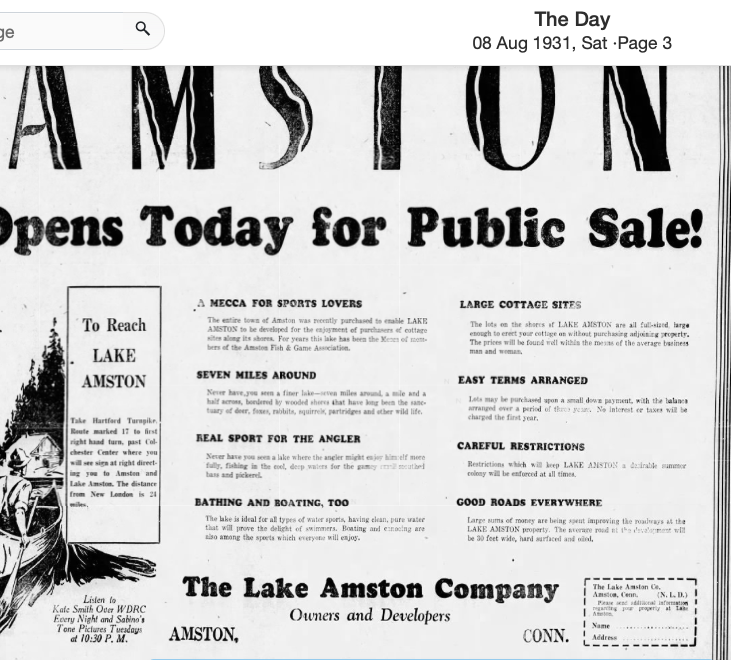 ge
The Day
08 Aug 1931, Sat ·Page 3
AMSTON
Opens Today for Public Sale!
To Reach
LAKE
AMSTON
Take Hartford Turnpike.
Route marked 17 to first
right hand turn, past Col-
chester Center where you
will see sign at right direct-
ing you to Amston and
Lake Amston. The distance
from New London is 24
miles.
Listen to
Kate Smith Over WDRC
Every Night and Sabino's
Tone Pictures Tuesdays
at 10:30 P. M.
A MECCA FOR SPORTS LOVERS
The entire town of Amston was recently purchased to enable LAKE
AMSTON to be developed for the enjoyment of purchasers of cottage
sites along its shores. For years this lake has been the Mecca of mem-
bers of the Amston Fish & Game Association.
SEVEN MILES AROUND
Never have you seen a finer lake—seven miles around, a mile and a
half across, bordered by wooded shores that have long been the sanc-
tuary of deer, foxes, rabbits, squirrels, partridges and other wild life.
REAL SPORT FOR THE ANGLER
Never have you seen a lake where the angler might enjoy himself more
fully, fishing in the cool, deep waters for the gamey small-mouthed
bass and pickerel.
BATHING AND BOATING, TOO
The lake is ideal for all types of water sports, having clean, pure water
that will prove the delight of swimmers. Boating and canoeing are
also among the sports which everyone will enjoy.
LARGE COTTAGE SITES
The lots on the shores of LAKE AMSTON are all full-sized, large
enough to erect your cottage on without purchasing adjoining property.
The prices will be found well within the means of the average business
man and woman.
EASY TERMS ARRANGED
Lots may be purchased upon a small down payment, with the balance
arranged over a period of three years. No interest or taxes will be
charged the first year.
CAREFUL RESTRICTIONS
Restrictions which will keep LAKE AMSTON a desirable summer
colony will be enforced at all times.
GOOD ROADS EVERYWHERE
Large sums of money are being spent improving the roadways at the
LAKE AMSTON property. The average road at the development will
be 30 feet wide, hard surfaced and oiled.
The Lake Amston Company
Owners and Developers
AMSTON, CONN.
The Lake Amston Co.
Amston, Conn. (N. L. D.)
Please send additional information
regarding your property at Lake
Amston.
Name
Address